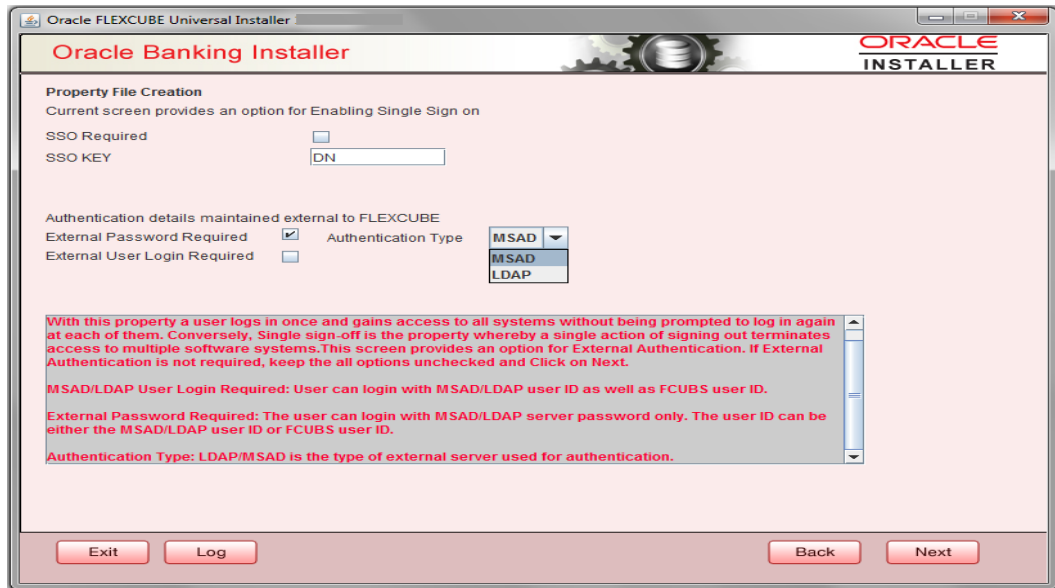 Oracle FLEXCUBE Universal Installer
Oracle Banking Installer
ORACLE
INSTALLER
Property File Creation
Current screen provides an option for Enabling Single Sign on
SSO Required
SSO KEY DN
Authentication details maintained external to FLEXCUBE
External Password Required Authentication Type MSAD
External User Login Required MSAD
LDAP
With this property a user logs in once and gains access to all systems without being prompted to log in again
at each of them. Conversely, Single sign-off is the property whereby a single action of signing out terminates
access to multiple software systems.This screen provides an option for External Authentication. If External
Authentication is not required, keep the all options unchecked and Click on Next.
MSAD/LDAP User Login Required: User can login with MSAD/LDAP user ID as well as FCUBS user ID.
External Password Required: The user can login with MSAD/LDAP server password only. The user ID can be
either the MSAD/LDAP user ID or FCUBS user ID.
Authentication Type: LDAP/MSAD is the type of external server used for authentication.
Exit Log Back Next